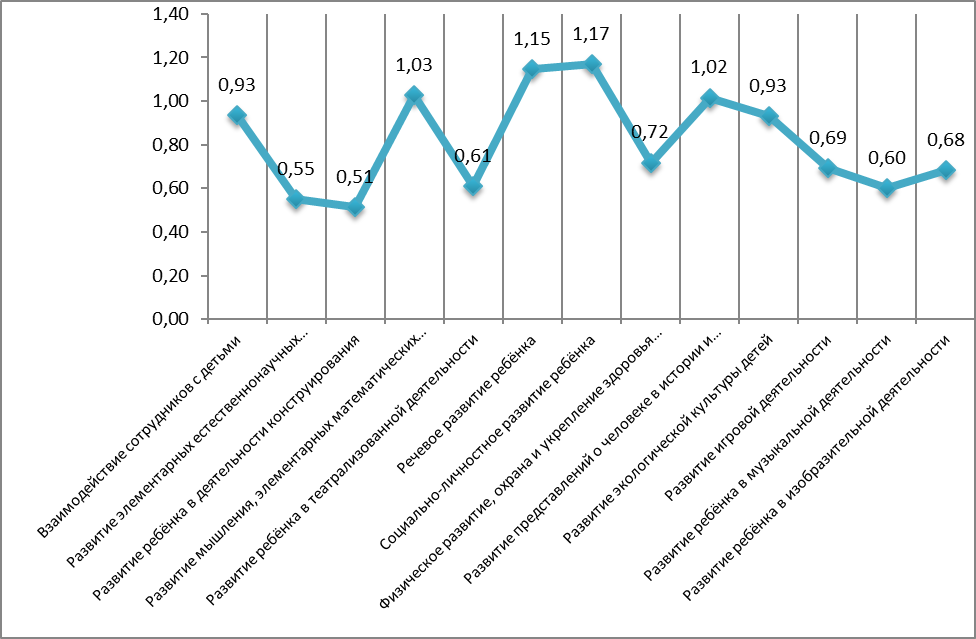 1,40
1,20
1,00
0,80
0,60
0,40
0,20
0,00
0,93
0,55
0,51
1,03
0,61
1,15
1,17
0,72
1,02
0,93
0,69
0,60
0,68
Взаимодействие сотрудников с детьми
Развитие элементарных естественнонаучных…
Развитие ребёнка в деятельности конструирования
Развитие мышления, элементарных математических…
Развитие ребёнка в театрализованной деятельности
Речевое развитие ребёнка
Социально-личностное развитие ребёнка
Физическое развитие, охрана и укрепление здоровья…
Развитие представлений о человеке в истории и…
Развитие экологической культуры детей
Развитие игровой деятельности
Развитие ребёнка в музыкальной деятельности
Развитие ребёнка в изобразительной деятельности